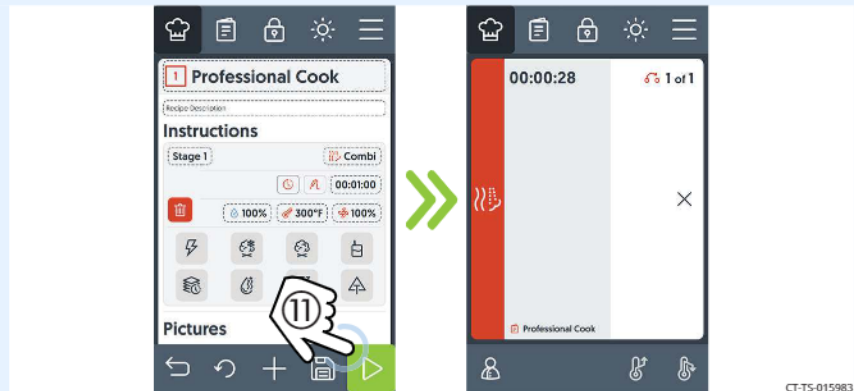 1 Professional Cook
Recipe Description
Instructions
Stage 1
Combi
00:01:00
100%
300°F
100%
Pictures
11
00:00:28
1 of 1
Professional Cook
CT-TS-015983